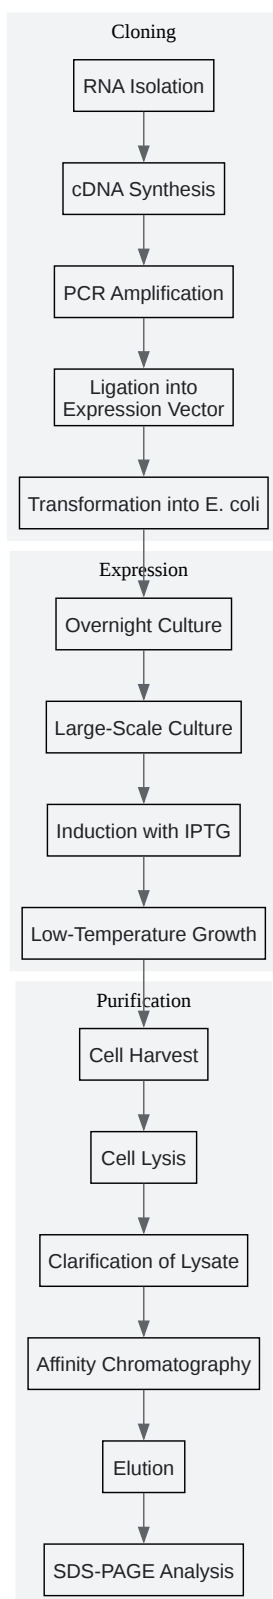 Cloning
RNA Isolation
cDNA Synthesis
PCR Amplification
Ligation into
Expression Vector
Transformation into E. coli
Expression
Overnight Culture
Large-Scale Culture
Induction with IPTG
Low-Temperature Growth
Purification
Cell Harvest
Cell Lysis
Clarification of Lysate
Affinity Chromatography
Elution
SDS-PAGE Analysis